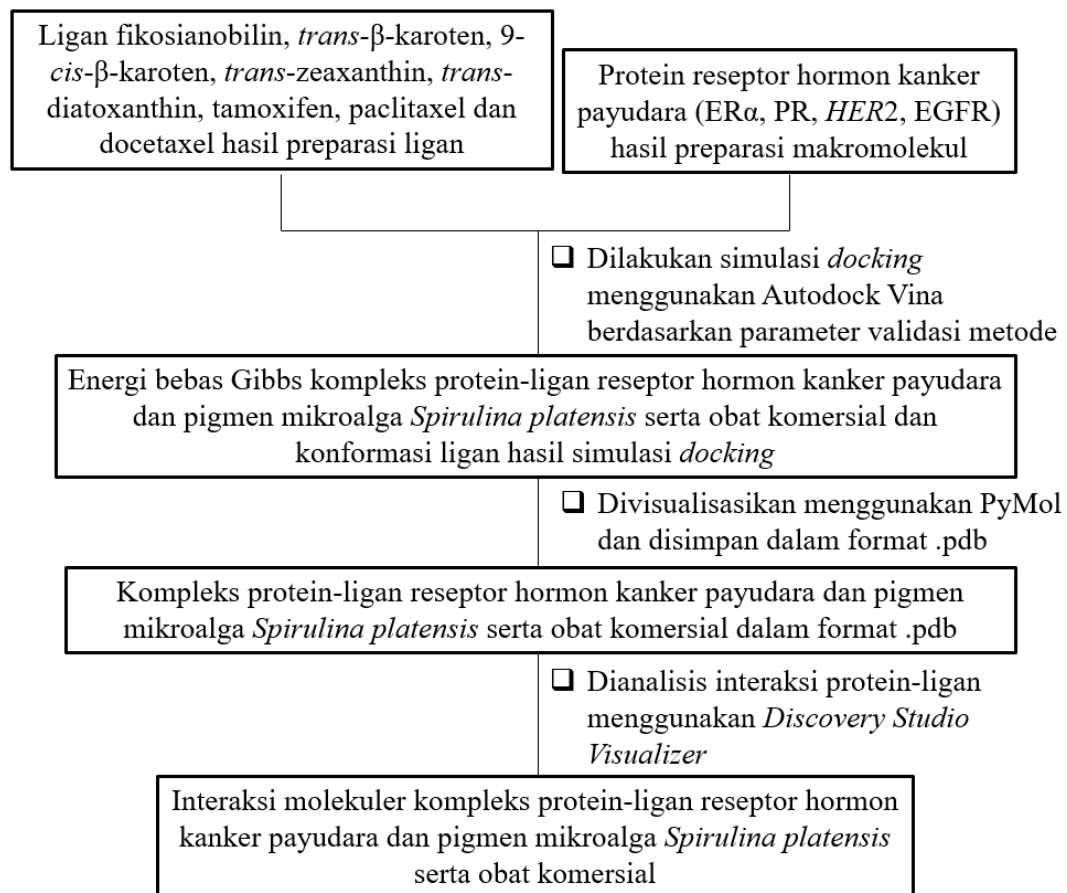 Ligan fikosianobilin, trans-β-karoten, 9-
cis-β-karoten, trans-zeaxanthin, trans-
diatoxanthin, tamoxifen, paclitaxel dan
docetaxel hasil preparasi ligan
Protein reseptor hormon kanker
payudara (ERα, PR, HER2, EGFR)
hasil preparasi makromolekul
❑ Dilakukan simulasi docking
menggunakan Autodock Vina
berdasarkan parameter validasi metode
Energi bebas Gibbs kompleks protein-ligan reseptor hormon kanker payudara
dan pigmen mikroalga Spirulina platensis serta obat komersial dan
konformasi ligan hasil simulasi docking
❑ Divisualisasikan menggunakan PyMol
dan disimpan dalam format .pdb
Kompleks protein-ligan reseptor hormon kanker payudara dan pigmen
mikroalga Spirulina platensis serta obat komersial dalam format .pdb
❑ Dianalisis interaksi protein-ligan
menggunakan Discovery Studio
Visualizer
Interaksi molekuler kompleks protein-ligan reseptor hormon
kanker payudara dan pigmen mikroalga Spirulina platensis
serta obat komersial